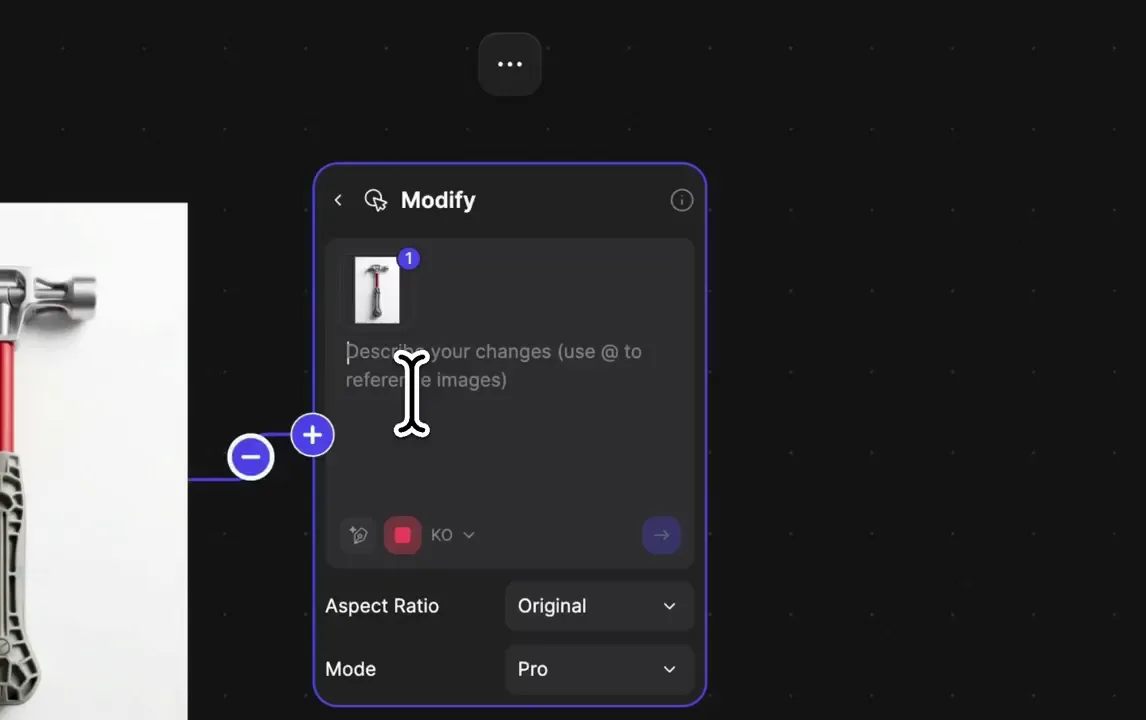 Modify
1
Describe your changes (use @ to
reference images)
KO
Aspect Ratio
Original
Mode
Pro